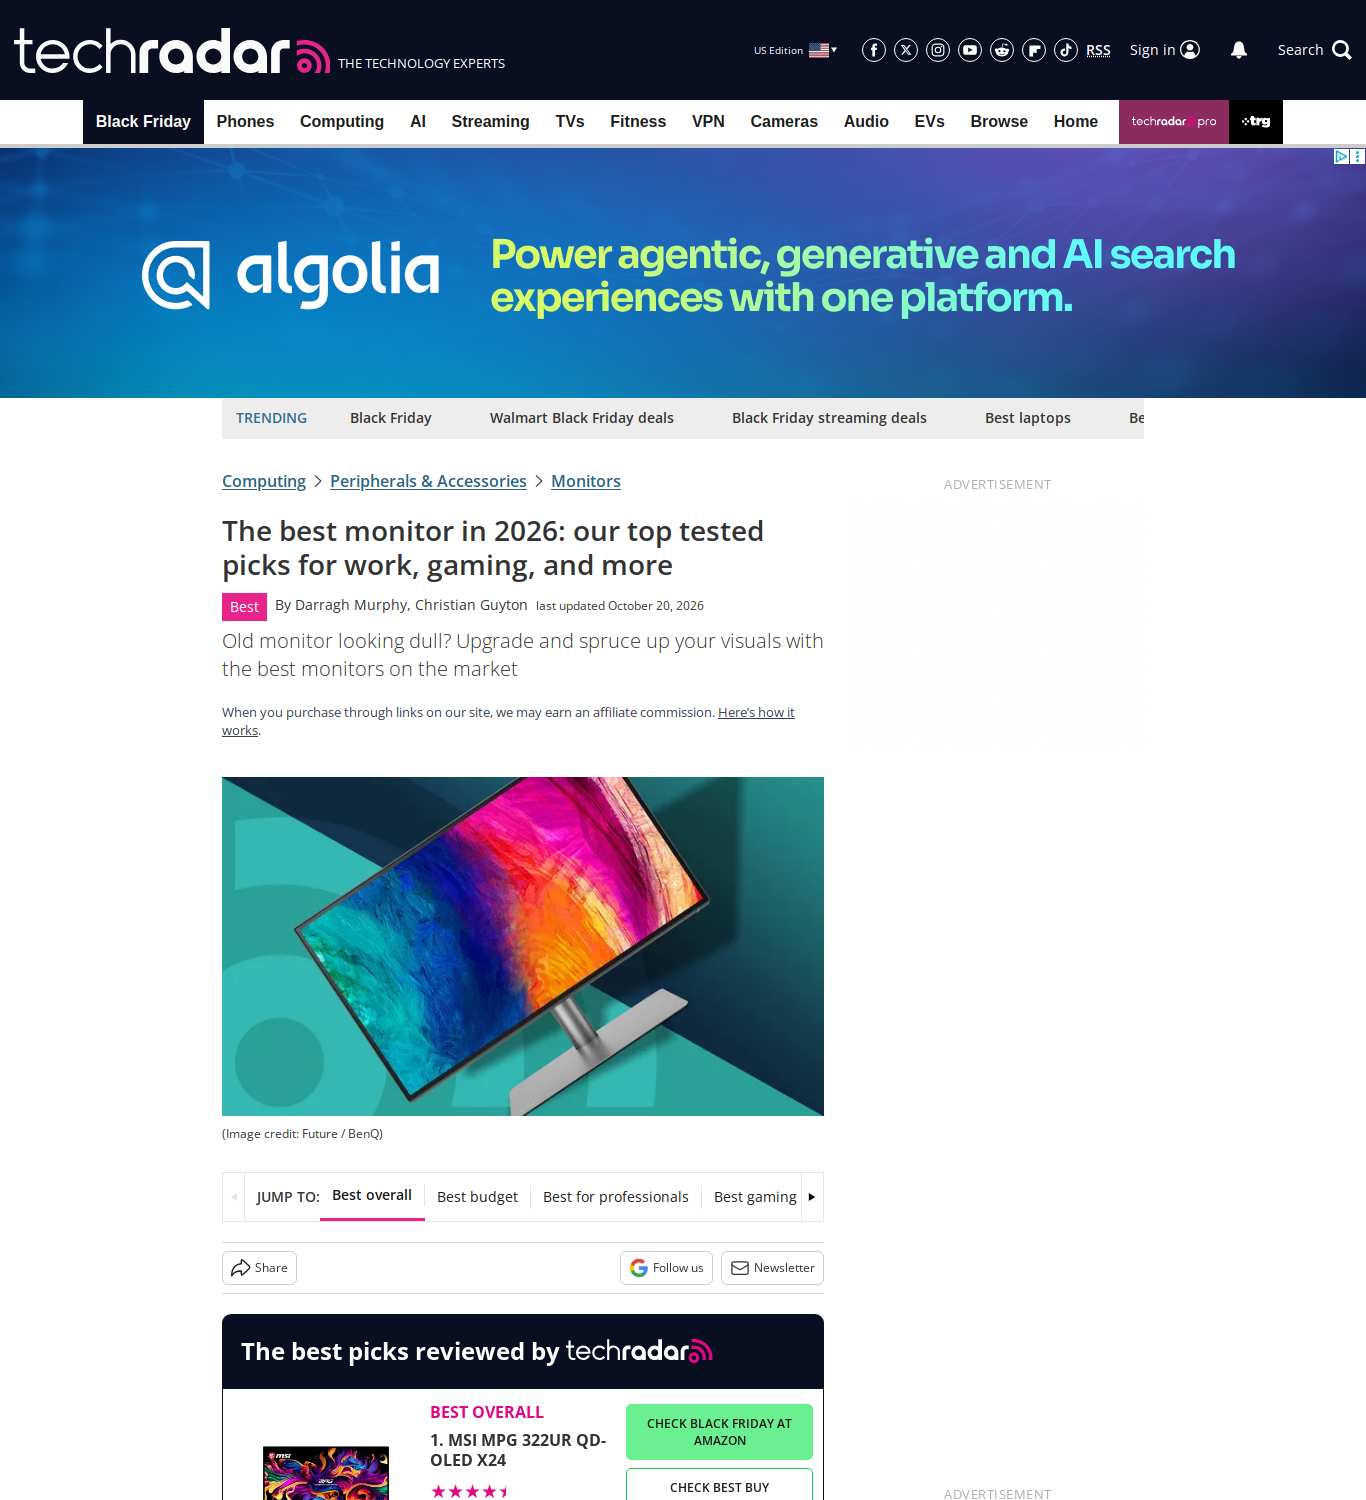 techradar THE TECHNOLOGY EXPERTS
US Edition RSS Sign in Search
Black Friday Phones Computing AI Streaming TVs Fitness VPN Cameras Audio EVs Browse Home techradar pro trg
algolia
Power agentic, generative and AI search
experiences with one platform.
TRENDING Black Friday Walmart Black Friday deals Black Friday streaming deals Best laptops Be
Computing Peripherals & Accessories Monitors
ADVERTISEMENT
The best monitor in 2026: our top tested
picks for work, gaming, and more
Best By Darragh Murphy, Christian Guyton last updated October 20, 2026
Old monitor looking dull? Upgrade and spruce up your visuals with
the best monitors on the market
When you purchase through links on our site, we may earn an affiliate commission. Here's how it
works.
(Image credit: Future / BenQ)
JUMP TO: Best overall Best budget Best for professionals Best gaming
Share Follow us Newsletter
The best picks reviewed by techradar
BEST OVERALL
1. MSI MPG 322UR QD-
OLED X24
CHECK BLACK FRIDAY AT
AMAZON
CHECK BEST BUY
msi
ADVERTISEMENT